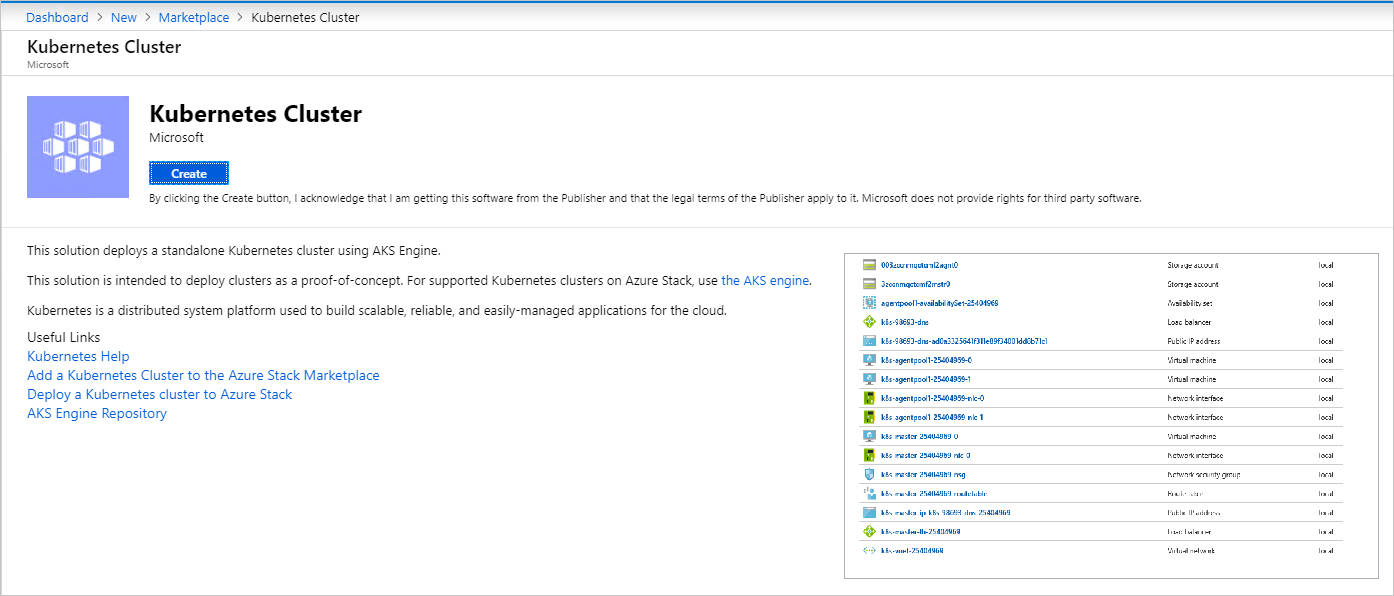 Dashboard > New > Marketplace > Kubernetes Cluster
Kubernetes Cluster
Microsoft
Kubernetes Cluster
Microsoft
Create
By clicking the Create button, I acknowledge that I am getting this software from the Publisher and that the legal terms of the Publisher apply to it. Microsoft does not provide rights for third party software.
This solution deploys a standalone Kubernetes cluster using AKS Engine.
This solution is intended to deploy clusters as a proof-of-concept. For supported Kubernetes clusters on Azure Stack, use the AKS engine.
Kubernetes is a distributed system platform used to build scalable, reliable, and easily-managed applications for the cloud.
Useful Links
Kubernetes Help
Add a Kubernetes Cluster to the Azure Stack Marketplace
Deploy a Kubernetes cluster to Azure Stack
AKS Engine Repository
Storage account local
Storage account local
agentpool1-availabilitySet-25404969 Availability set local
k8s-98693-dns Load balancer local
Public IP address local
k8s-agentpool1-25404969-0 Virtual machine local
k8s-agentpool1-25404969-1 Virtual machine local
k8s-agentpool1-25404969-nic-0 Network interface local
k8s-agentpool1-25404969-nic-1 Network interface local
k8s-master-25404969-0 Virtual machine local
k8s-master-25404969-nic-0 Network interface local
k8s-master-25404969-nsg Network security group local
k8s-master-25404969-routetable Route table local
k8s-master-ip-k8s-98693-dns-25404969 Public IP address local
k8s-master-lb-25404969 Load balancer local
k8s-vnet-25404969 Virtual network local